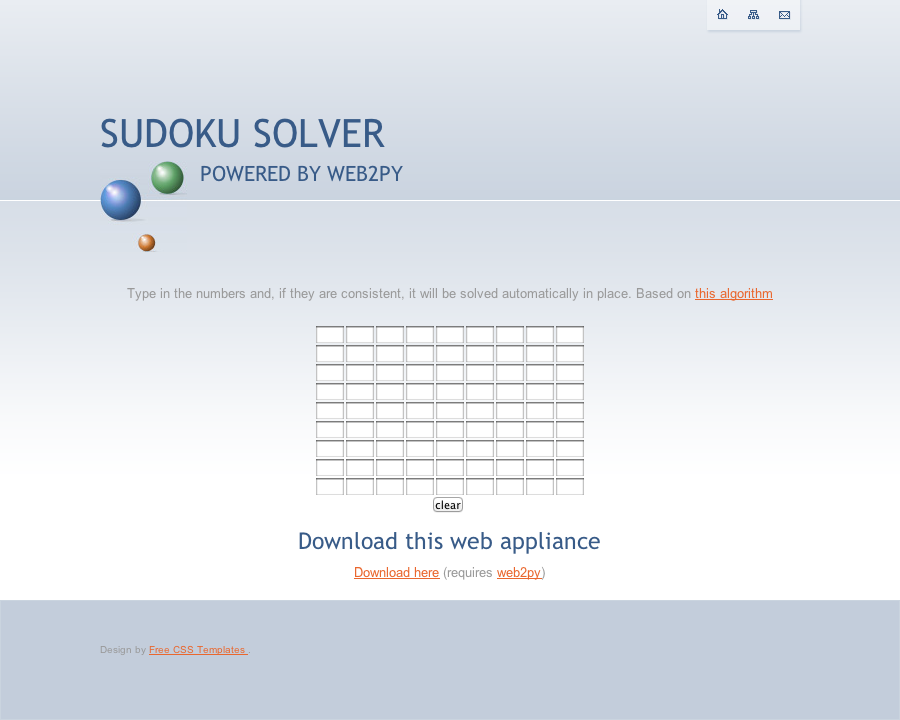 SUDOKU SOLVER
POWERED BY WEB2PY
Type in the numbers and, if they are consistent, it will be solved automatically in place. Based on this algorithm
clear
Download this web appliance
Download here (requires web2py)
Design by Free CSS Templates .